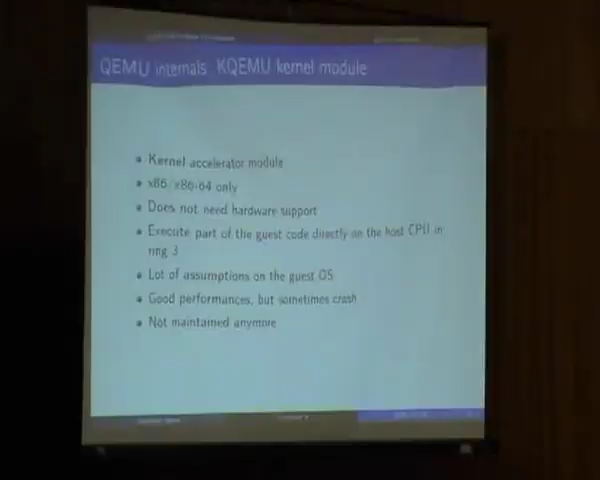 QEMU internals KQEMU kernel module
Kernel accelerator module
x86/x86-64 only
Does not need hardware support
Execute part of the guest code directly on the host CPU in
ring 3
Lot of assumptions on the guest OS
Good performances, but sometimes crash
Not maintained anymore